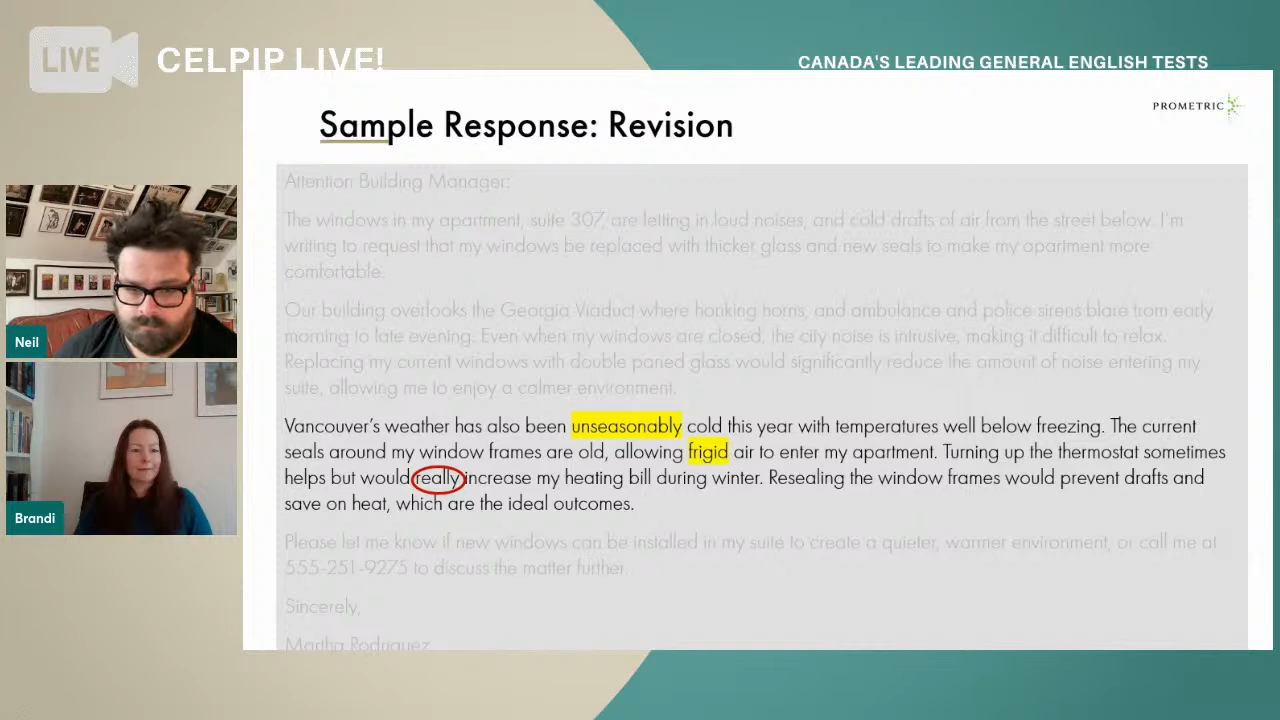 LIVE
CELPIP LIVE!
CANADA'S LEADING GENERAL ENGLISH TESTS
PROMETRIC
Sample Response: Revision
Attention Building Manager:
The windows in my apartment, suite 307, are letting in loud noises, and cold drafts of air from the street below. I'm
writing to request that my windows be replaced with thicker glass and new seals to make my apartment more
comfortable.
Our building overlooks the Georgia Viaduct where honking horns, and ambulance and police sirens blare from early
morning to late evening. Even when my windows are closed, the city noise is intrusive, making it difficult to relax.
Replacing my current windows with double paned glass would significantly reduce the amount of noise entering my
suite, allowing me to enjoy a calmer environment.
Vancouver's weather has also been unseasonably cold this year with temperatures well below freezing. The current
seals around my window frames are old, allowing frigid air to enter my apartment. Turning up the thermostat sometimes
helps but would really increase my heating bill during winter. Resealing the window frames would prevent drafts and
save on heat, which are the ideal outcomes.
Please let me know if new windows can be installed in my suite to create a quieter, warmer environment, or call me at
555-251-9275 to discuss the matter further.
Sincerely,
Martha Rodriguez
Neil
Brandi